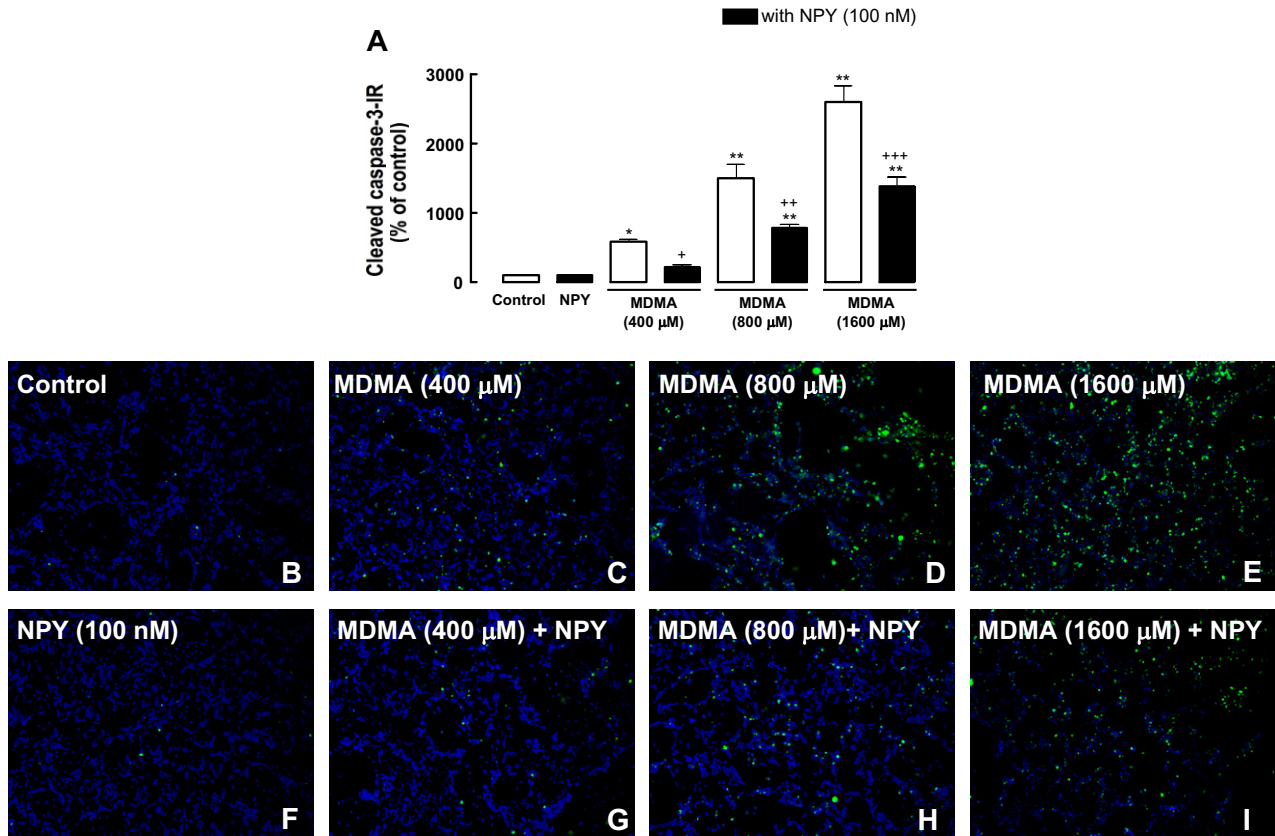 with NPY (100 nM)
A
Cleaved caspase-3-IR
(% of control)
3000
2000
1000
0
*
+
**
++
**
**
+++
**
Control
NPY
MDMA
(400 μM)
MDMA
(800 μM)
MDMA
(1600 μM)
Control
B
MDMA (400 μM)
C
MDMA (800 μM)
D
MDMA (1600 μM)
E
NPY (100 nM)
F
MDMA (400 μM) + NPY
G
MDMA (800 μM)+ NPY
H
MDMA (1600 μM) + NPY
I